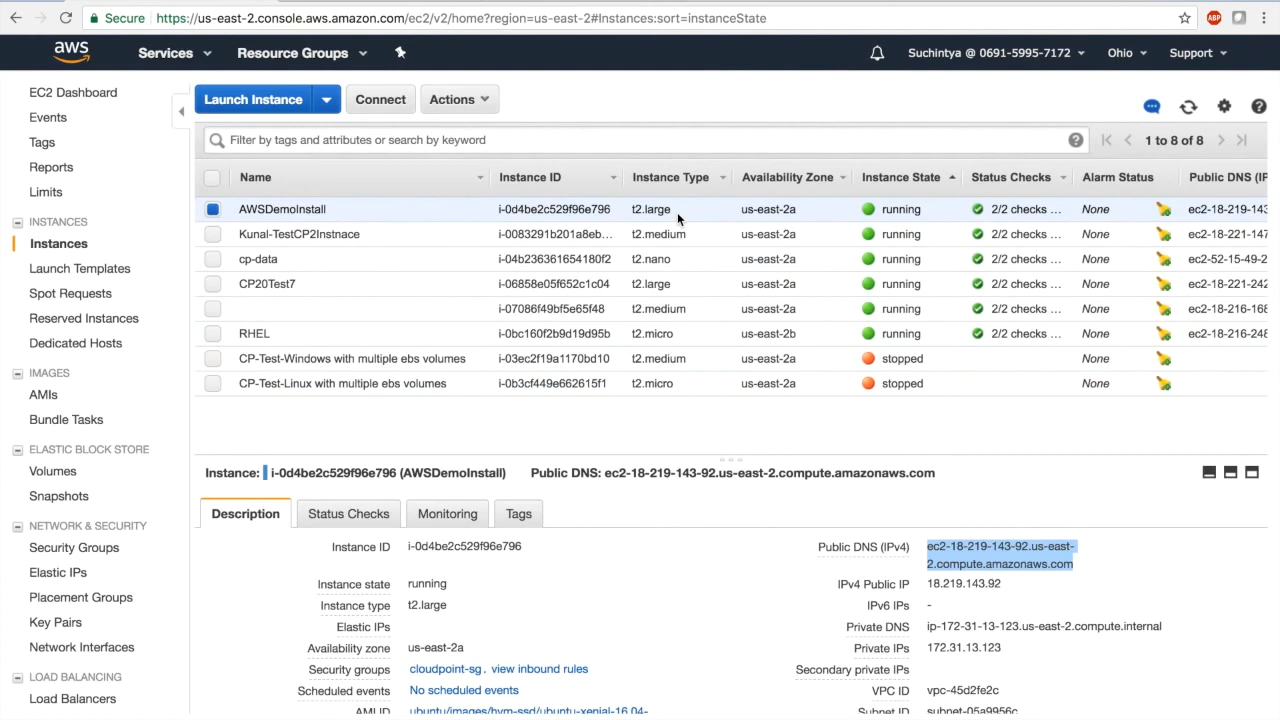 Secure https://us-east-2.console.aws.amazon.com/ec2/v2/home?region=us-east-2#Instances:sort=instanceState ABP
aws Services Resource Groups Suchintya @ 0691-5995-7172 Ohio Support
EC2 Dashboard
Events
Tags
Reports
Limits
INSTANCES
Instances
Launch Templates
Spot Requests
Reserved Instances
Dedicated Hosts
IMAGES
AMIs
Bundle Tasks
ELASTIC BLOCK STORE
Volumes
Snapshots
NETWORK & SECURITY
Security Groups
Elastic IPs
Placement Groups
Key Pairs
Network Interfaces
LOAD BALANCING
Load Balancers
Launch Instance Connect Actions
Filter by tags and attributes or search by keyword 1 to 8 of 8
Name Instance ID Instance Type Availability Zone Instance State Status Checks Alarm Status Public DNS (IP
AWSDemoInstall i-0d4be2c529f96e796 t2.large us-east-2a running 2/2 checks ... None ec2-18-219-143
Kunal-TestCP2Instnace i-0083291b201a8eb... t2.medium us-east-2a running 2/2 checks ... None ec2-18-221-147
cp-data i-04b236361654180f2 t2.nano us-east-2a running 2/2 checks ... None ec2-52-15-49-2
CP20Test7 i-06858e05f652c1c04 t2.large us-east-2a running 2/2 checks ... None ec2-18-221-242
i-07086f49bf5e65f48 t2.medium us-east-2a running 2/2 checks ... None ec2-18-216-168
RHEL i-0bc160f2b9d19d95b t2.micro us-east-2b running 2/2 checks ... None ec2-18-216-248
CP-Test-Windows with multiple ebs volumes i-03ec2f19a1170bd10 t2.medium us-east-2a stopped None
CP-Test-Linux with multiple ebs volumes i-0b3cf449e662615f1 t2.micro us-east-2a stopped None
Instance: i-0d4be2c529f96e796 (AWSDemoInstall) Public DNS: ec2-18-219-143-92.us-east-2.compute.amazonaws.com
Description Status Checks Monitoring Tags
Instance ID i-0d4be2c529f96e796
Instance state running
Instance type t2.large
Elastic IPs
Availability zone us-east-2a
Security groups cloudpoint-sg. view inbound rules
Scheduled events No scheduled events
AMI ID ubuntu/images/hvm-ssd/ubuntu-xenial-16.04-
Public DNS (IPv4) ec2-18-219-143-92.us-east-
2.compute.amazonaws.com
IPv4 Public IP 18.219.143.92
IPv6 IPs -
Private DNS ip-172-31-13-123.us-east-2.compute.internal
Private IPs 172.31.13.123
Secondary private IPs
VPC ID vpc-45d2fe2c
Subnet ID subnet-05a9956c